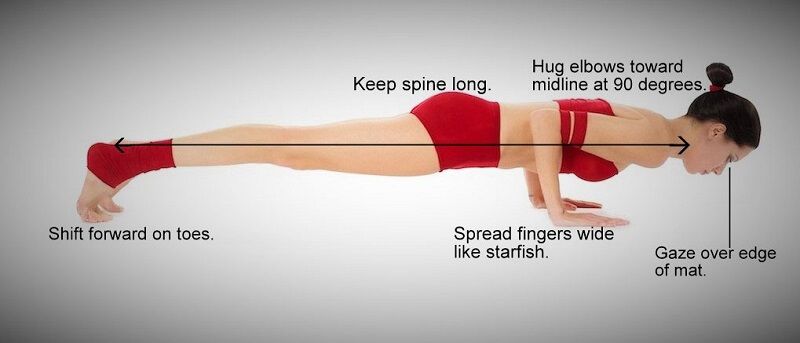 Hug elbows toward
midline at 90 degrees.
Keep spine long.
Shift forward on toes.
Spread fingers wide
like starfish.
Gaze over edge
of mat.